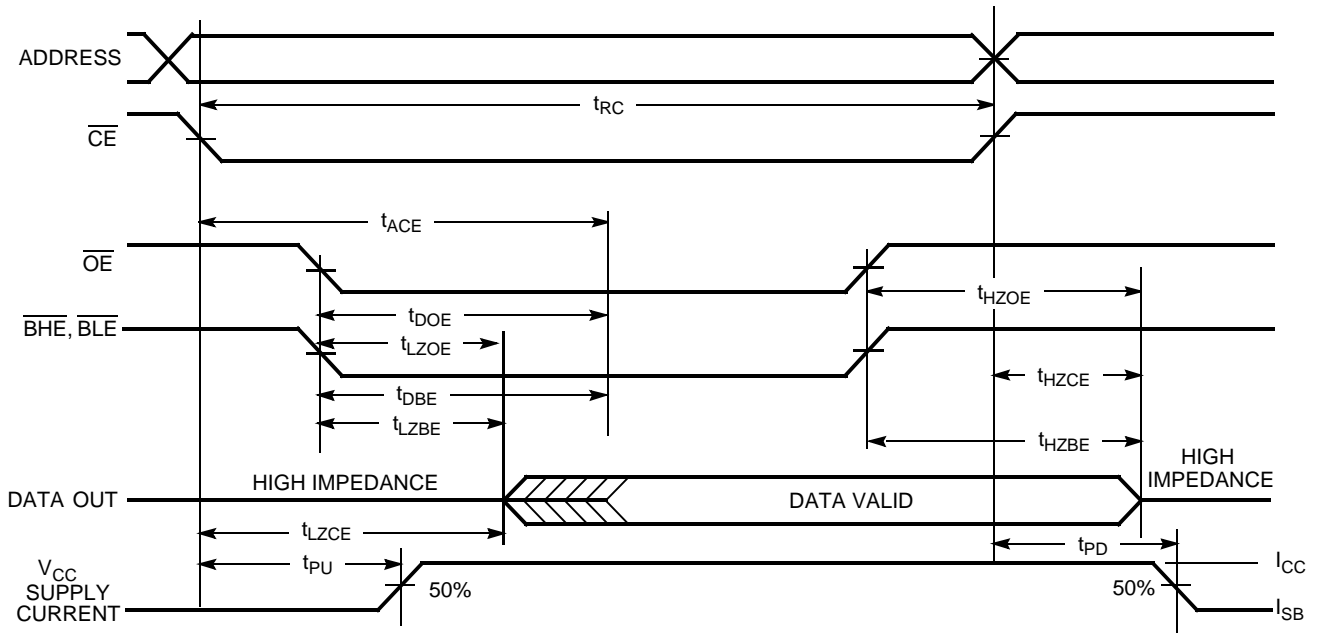 ADDRESS
tRC
CE
tACE
OE
tHZOE
tDOE
BHE, BLE
tLZOE
tHZCE
tDBE
tLZBE
tHZBE
HIGH
IMPEDANCE
HIGH IMPEDANCE
DATA OUT
DATA VALID
tLZCE
tPD
tPU
VCC
SUPPLY
CURRENT
50%
50%
ICC
ISB